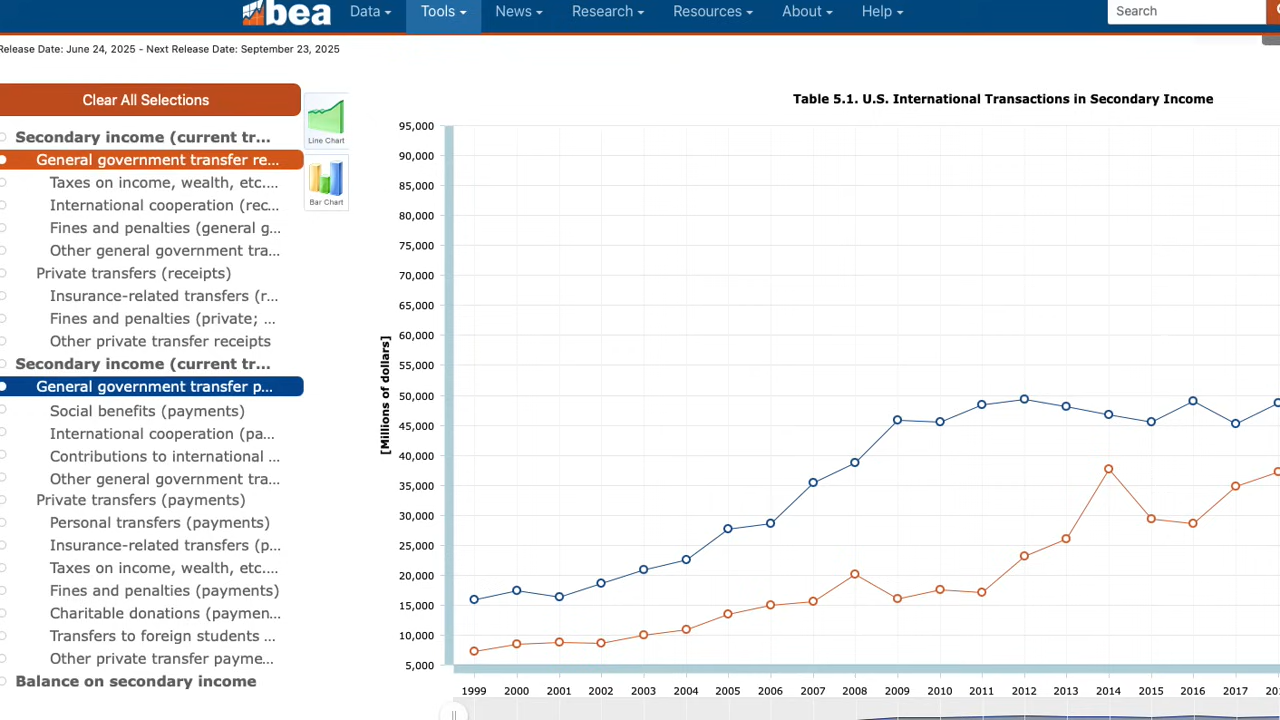 bea
Data
Tools
News
Research
Resources
About
Help
Search
Release Date: June 24, 2025 - Next Release Date: September 23, 2025
Clear All Selections
Secondary income (current tr...
General government transfer re...
Taxes on income, wealth, etc....
International cooperation (rec...
Fines and penalties (general g...
Other general government tra...
Private transfers (receipts)
Insurance-related transfers (r...
Fines and penalties (private; ...
Other private transfer receipts
Secondary income (current tr...
General government transfer p...
Social benefits (payments)
International cooperation (pa...
Contributions to international ...
Other general government tra...
Private transfers (payments)
Personal transfers (payments)
Insurance-related transfers (p...
Taxes on income, wealth, etc....
Fines and penalties (payments)
Charitable donations (paymen...
Transfers to foreign students ...
Other private transfer payme...
Balance on secondary income
Line Chart
Bar Chart
Table 5.1. U.S. International Transactions in Secondary Income
[Millions of dollars]
95,000
90,000
85,000
80,000
75,000
70,000
65,000
60,000
55,000
50,000
45,000
40,000
35,000
30,000
25,000
20,000
15,000
10,000
5,000
1999 2000 2001 2002 2003 2004 2005 2006 2007 2008 2009 2010 2011 2012 2013 2014 2015 2016 2017